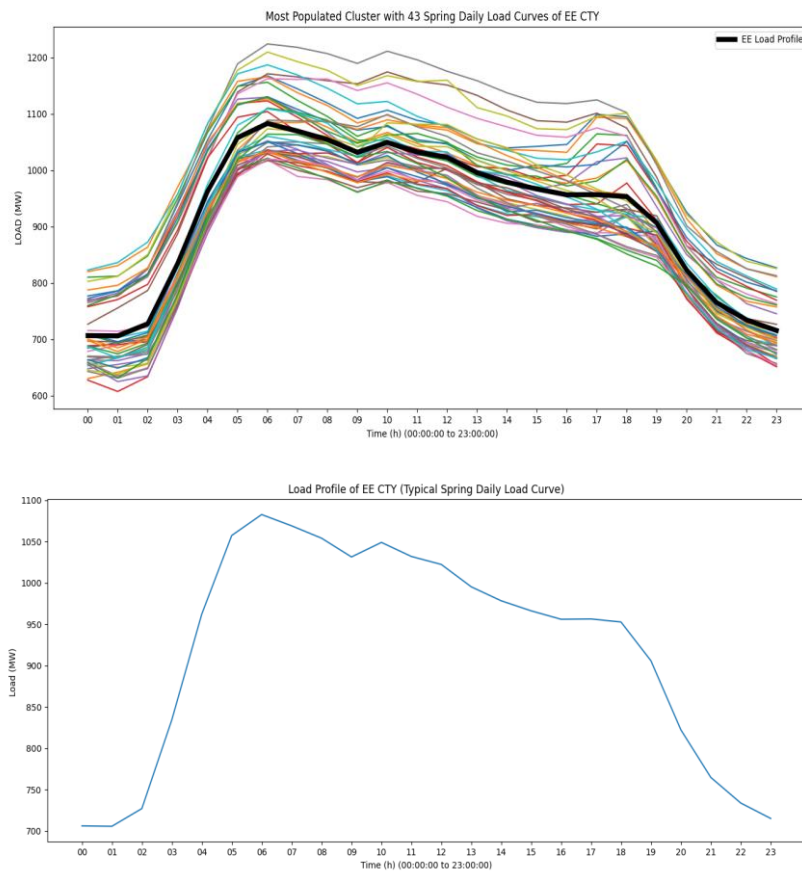 Most Populated Cluster with 43 Spring Daily Load Curves of EE CTY
EE Load Profile
LOAD (MW)
1200
1100
1000
900
800
700
600
00 01 02 03 04 05 06 07 08 09 10 11 12 13 14 15 16 17 18 19 20 21 22 23
Time (h) (00:00:00 to 23:00:00)
Load Profile of EE CTY (Typical Spring Daily Load Curve)
Load (MW)
1100
1050
1000
950
900
850
800
750
700
00 01 02 03 04 05 06 07 08 09 10 11 12 13 14 15 16 17 18 19 20 21 22 23
Time (h) (00:00:00 to 23:00:00)